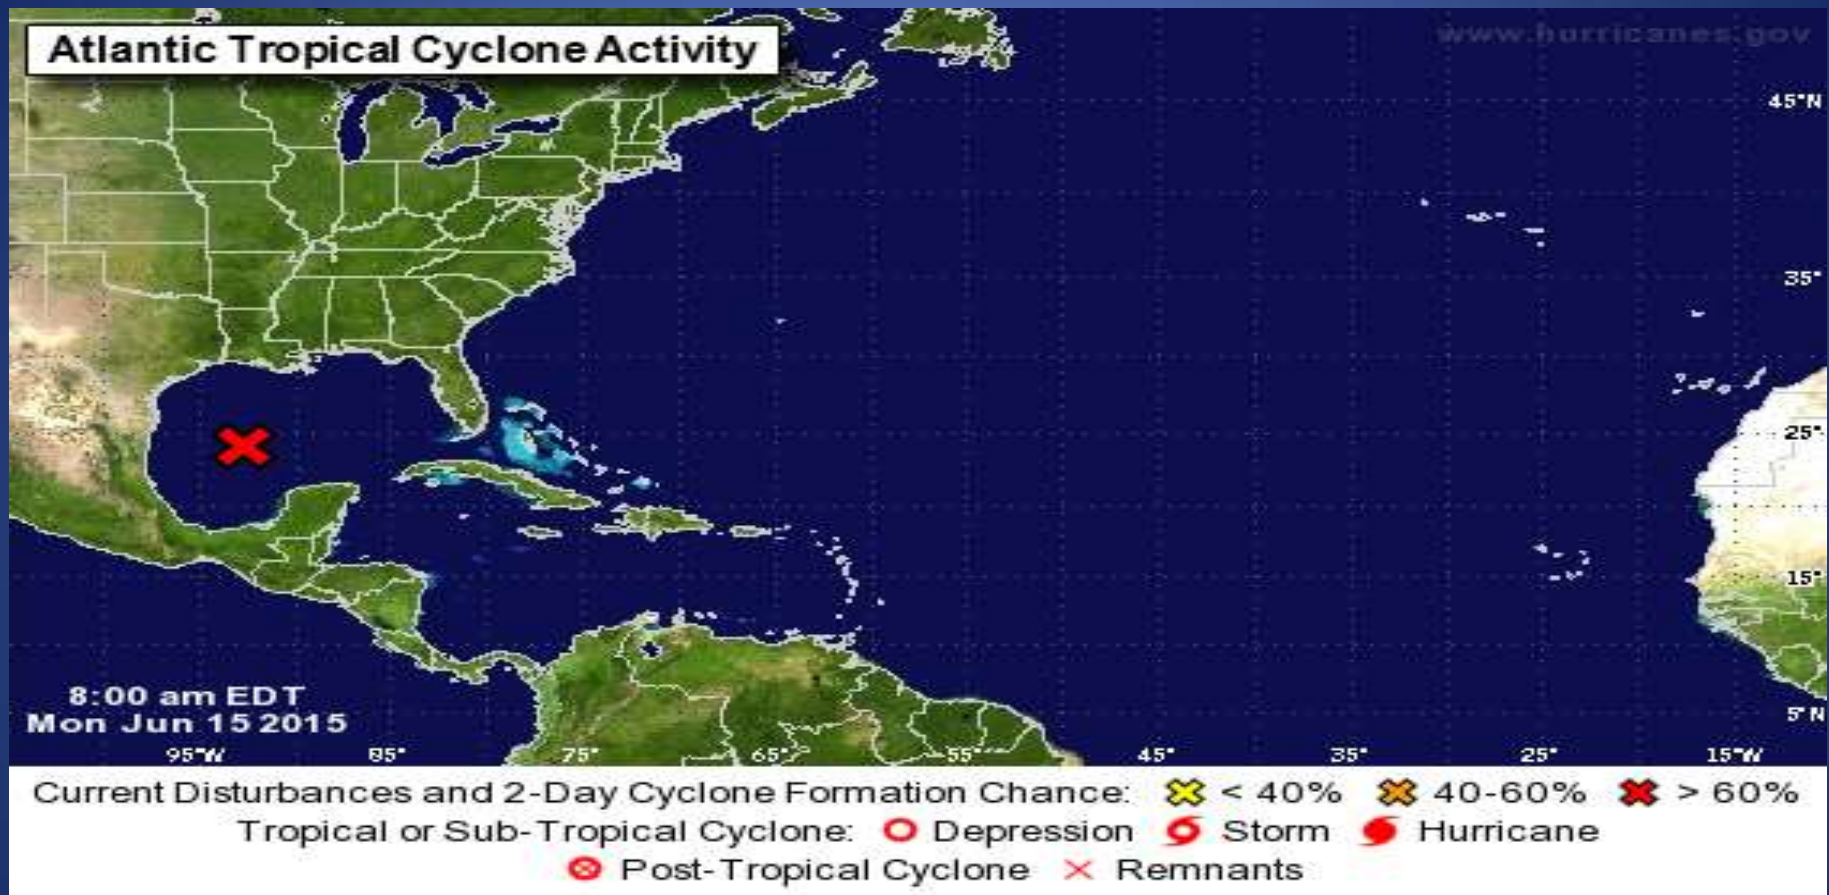 Atlantic Tropical Cyclone Activity
www.hurricanes.gov
45°N
35°
25°
15°
5°N
8:00 am EDT
Mon Jun 15 2015
95°W 85° 75° 65° 55° 45° 35° 25° 15°W
Current Disturbances and 2-Day Cyclone Formation Chance: < 40% 40-60% > 60%
Tropical or Sub-Tropical Cyclone: Depression Storm Hurricane
Post-Tropical Cyclone Remnants